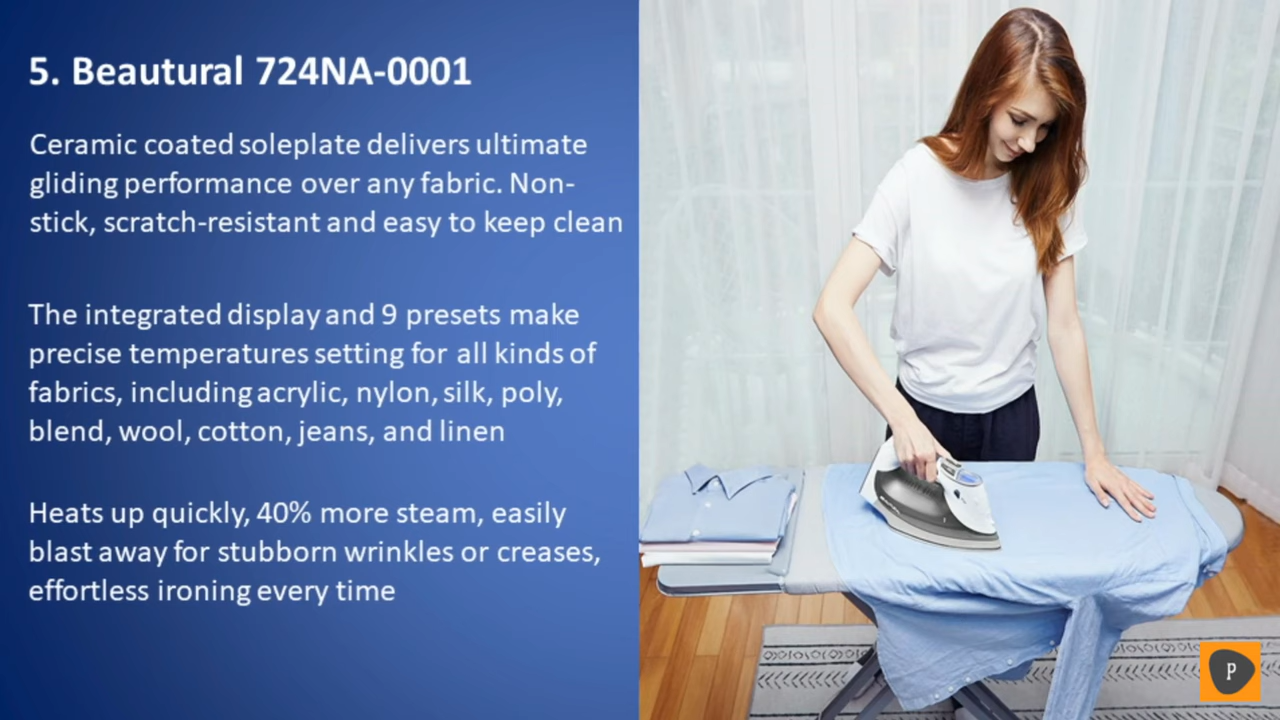 5. Beautural 724NA-0001
Ceramic coated soleplate delivers ultimate
gliding performance over any fabric. Non-
stick, scratch-resistant and easy to keep clean
The integrated display and 9 presets make
precise temperatures setting for all kinds of
fabrics, including acrylic, nylon, silk, poly,
blend, wool, cotton, jeans, and linen
Heats up quickly, 40% more steam, easily
blast away for stubborn wrinkles or creases,
effortless ironing every time
P